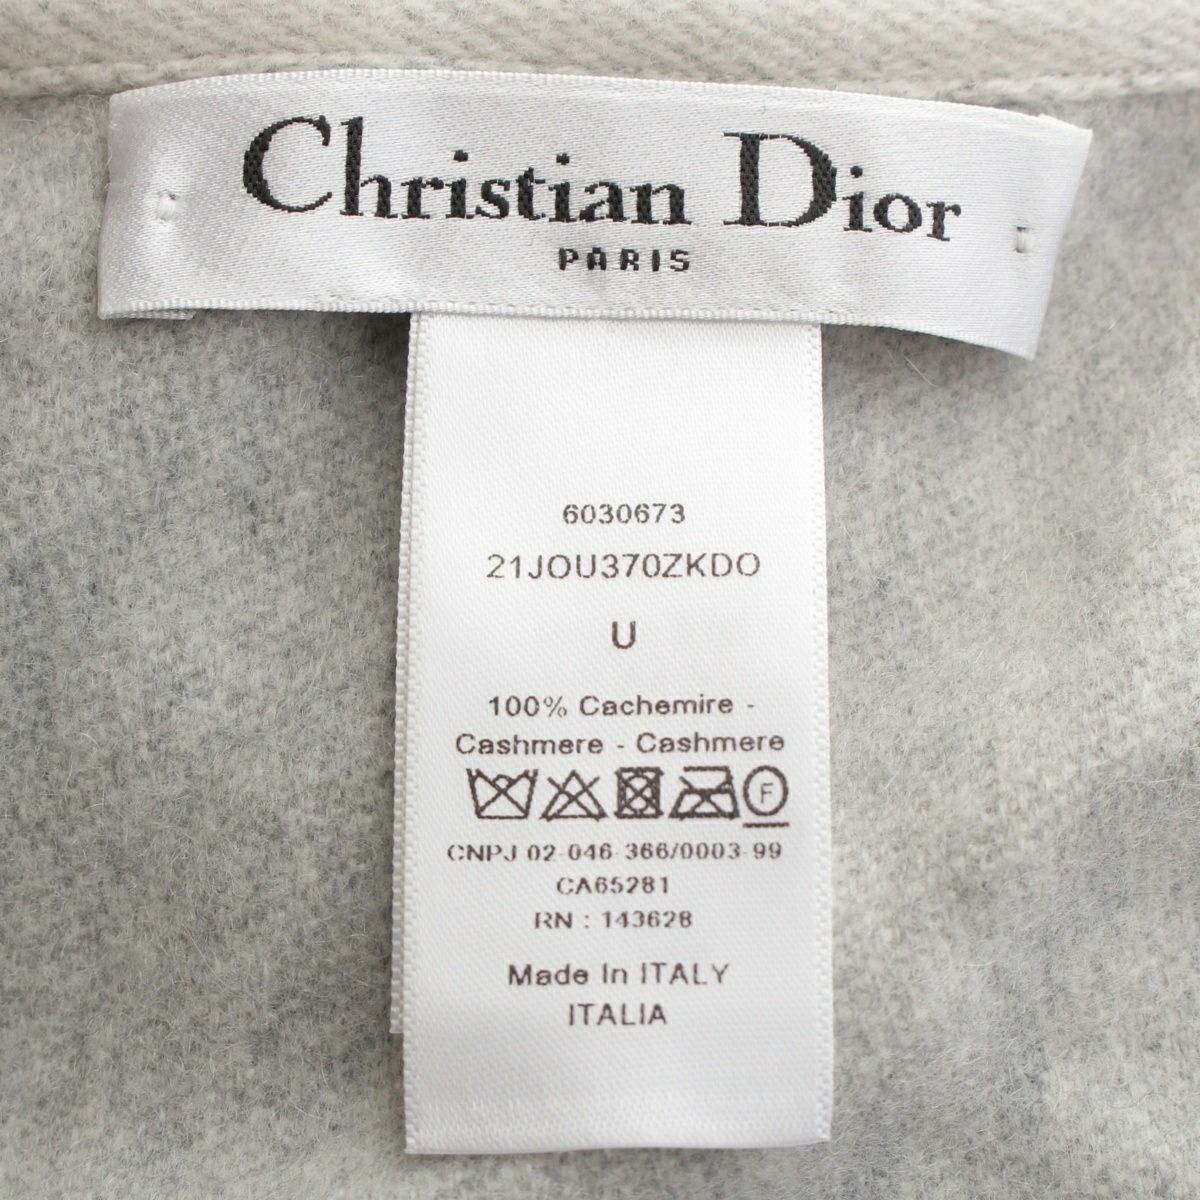 Christian Dior
PARIS
6030673
21JOU370ZKDO
U
100% Cachemire -
Cashmere - Cashmere
F
CNPJ 02-046-366/0003-99
CA65281
RN : 143628
Made In ITALY
ITALIA